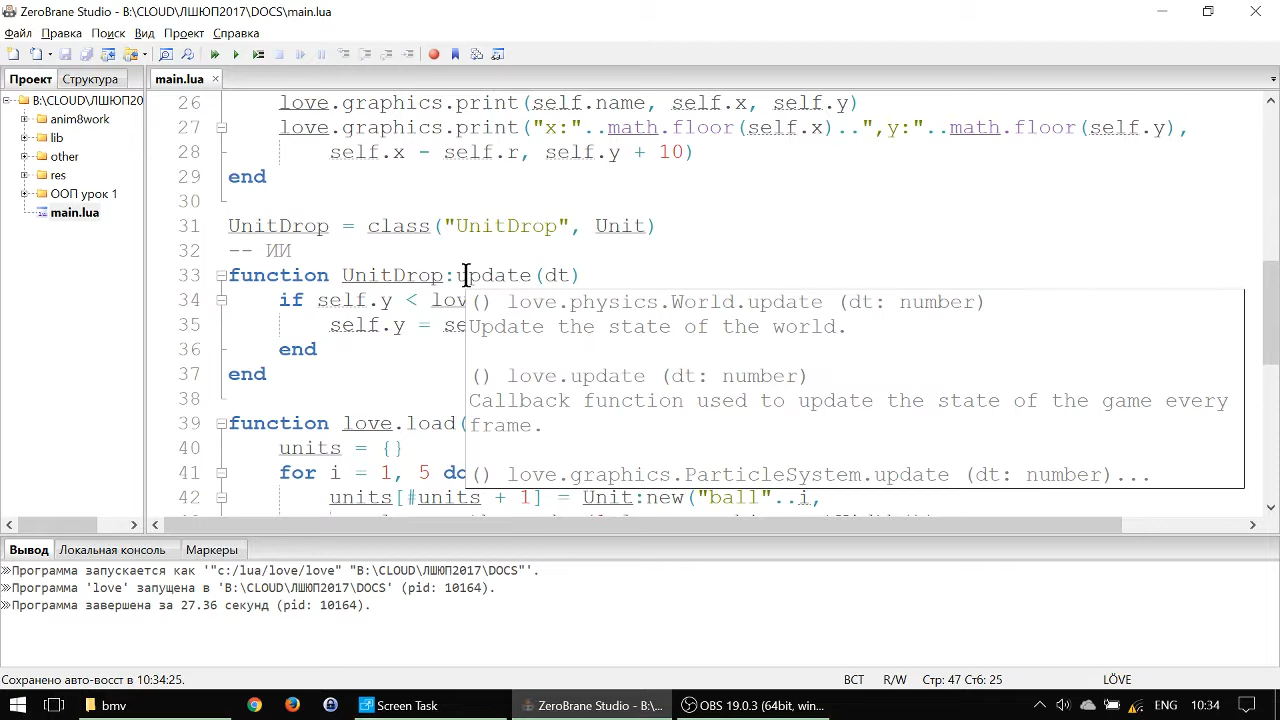 ZeroBrane Studio - B:\CLOUD\ЛШЮП2017\DOCS\main.lua
Файл Правка Поиск Вид Проект Справка
Проект Структура
main.lua
B:\CLOUD\ЛШЮП20
anim8work
lib
other
res
ООП урок 1
main.lua
26 love.graphics.print(self.name, self.x, self.y)
27 love.graphics.print("x:"..math.floor(self.x)..",y:"..math.floor(self.y),
28 self.x - self.r, self.y + 10)
29 end
30
31 UnitDrop = class("UnitDrop", Unit)
32 -- ИИ
33 function UnitDrop:update(dt)
34 if self.y < lov
35 self.y = se
36 end
37 end
38
39 function love.load(
40 units = {}
41 for i = 1, 5 do
42 units[#units + 1] = Unit:new("ball"..i,
() love.physics.World.update (dt: number)
Update the state of the world.
() love.update (dt: number)
Callback function used to update the state of the game every
frame.
() love.graphics.ParticleSystem.update (dt: number)...
Вывод Локальная консоль Маркеры
Программа запускается как '"c:/lua/love/love" "B:\CLOUD\ЛШЮП2017\DOCS"'.
Программа 'love' запущена в 'B:\CLOUD\ЛШЮП2017\DOCS' (pid: 10164).
Программа завершена за 27.36 секунд (pid: 10164).
Сохранено авто-восст в 10:34:25. ВСТ R/W Стр: 47 Стб: 25 LÖVE
bmv Screen Task ZeroBrane Studio - B:\... OBS 19.0.3 (64bit, win... ENG 10:34